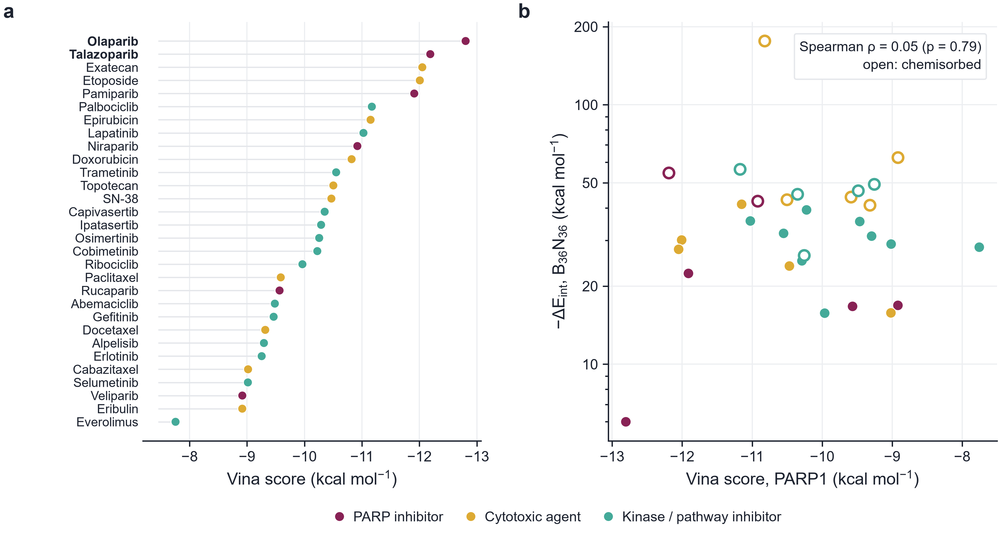 a
Olaparib
Talazoparib
Exatecan
Etoposide
Pamiparib
Palbociclib
Epirubicin
Lapatinib
Niraparib
Doxorubicin
Trametinib
Topotecan
SN-38
Capivasertib
Ipatasertib
Osimertinib
Cobimetinib
Ribociclib
Paclitaxel
Rucaparib
Abemaciclib
Gefitinib
Docetaxel
Alpelisib
Erlotinib
Cabazitaxel
Selumetinib
Veliparib
Eribulin
Everolimus
−8 −9 −10 −11 −12 −13
Vina score (kcal mol⁻¹)
b
200
100
50
20
10
−ΔE_int, B₃₆N₃₆ (kcal mol⁻¹)
Spearman ρ = 0.05 (p = 0.79)
open: chemisorbed
−13 −12 −11 −10 −9 −8
Vina score, PARP1 (kcal mol⁻¹)
PARP inhibitor Cytotoxic agent Kinase / pathway inhibitor